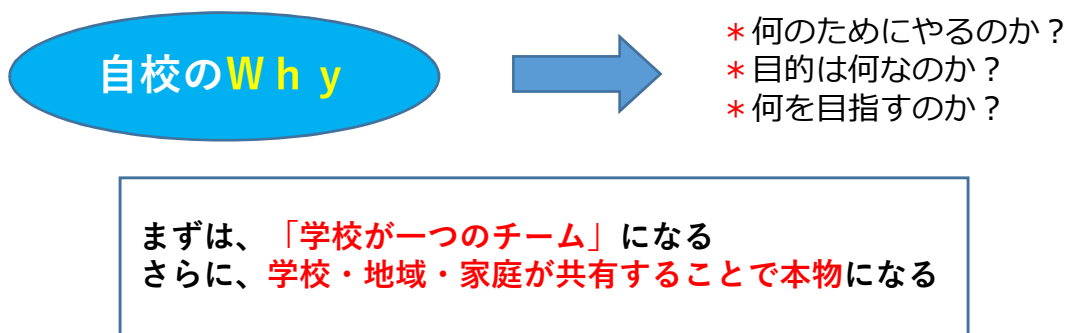 自校のＷｈｙ
＊何のためにやるのか？
＊目的は何なのか？
＊何を目指すのか？
まずは、「学校が一つのチーム」になる
さらに、学校・地域・家庭が共有することで本物になる